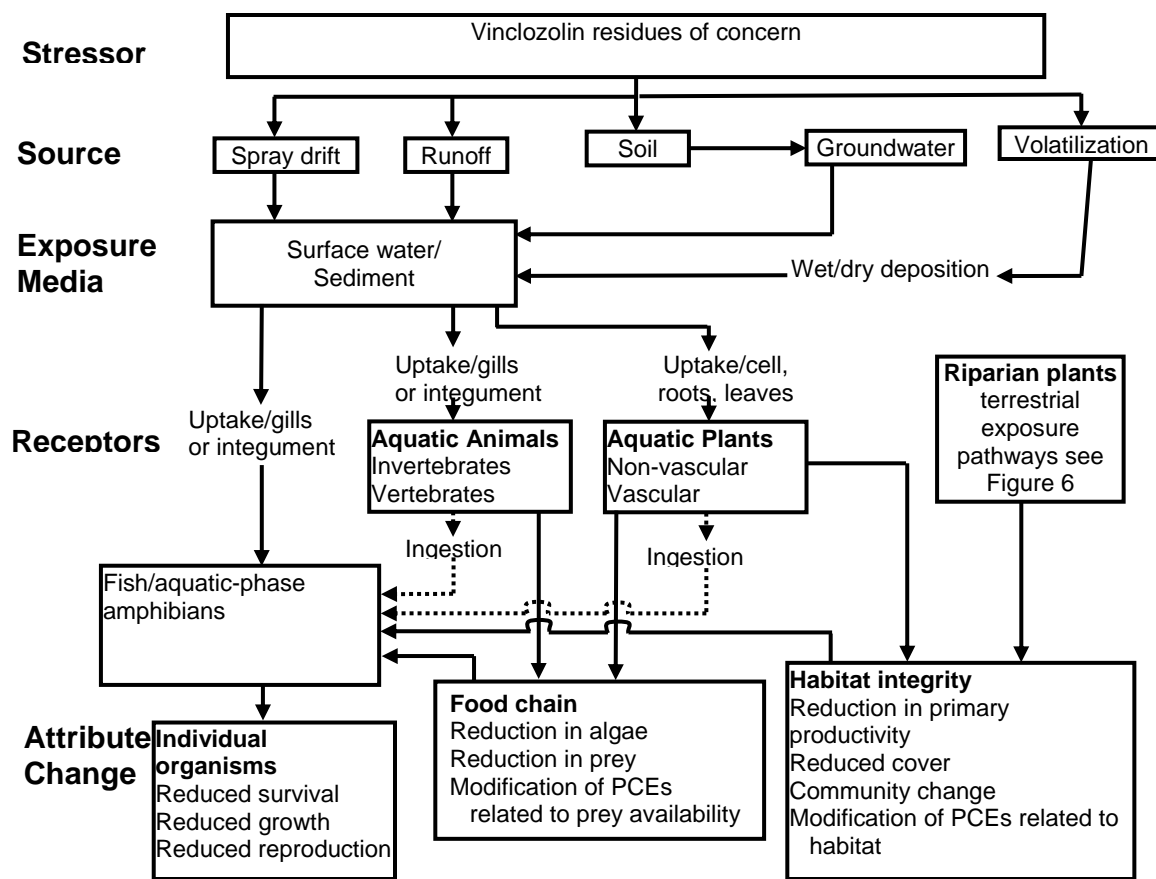 Stressor
Vinclozolin residues of concern
Source
Spray drift
Runoff
Soil
Groundwater
Volatilization
Exposure
Media
Surface water/
Sediment
Wet/dry deposition
Uptake/gills
or integument
Uptake/gills
or integument
Uptake/cell,
roots, leaves
Riparian plants
terrestrial
exposure
pathways see
Figure 6
Receptors
Aquatic Animals
Invertebrates
Vertebrates
Aquatic Plants
Non-vascular
Vascular
Ingestion
Ingestion
Fish/aquatic-phase
amphibians
Attribute
Change
Individual
organisms
Reduced survival
Reduced growth
Reduced reproduction
Food chain
Reduction in algae
Reduction in prey
Modification of PCEs
related to prey availability
Habitat integrity
Reduction in primary
productivity
Reduced cover
Community change
Modification of PCEs related to
habitat